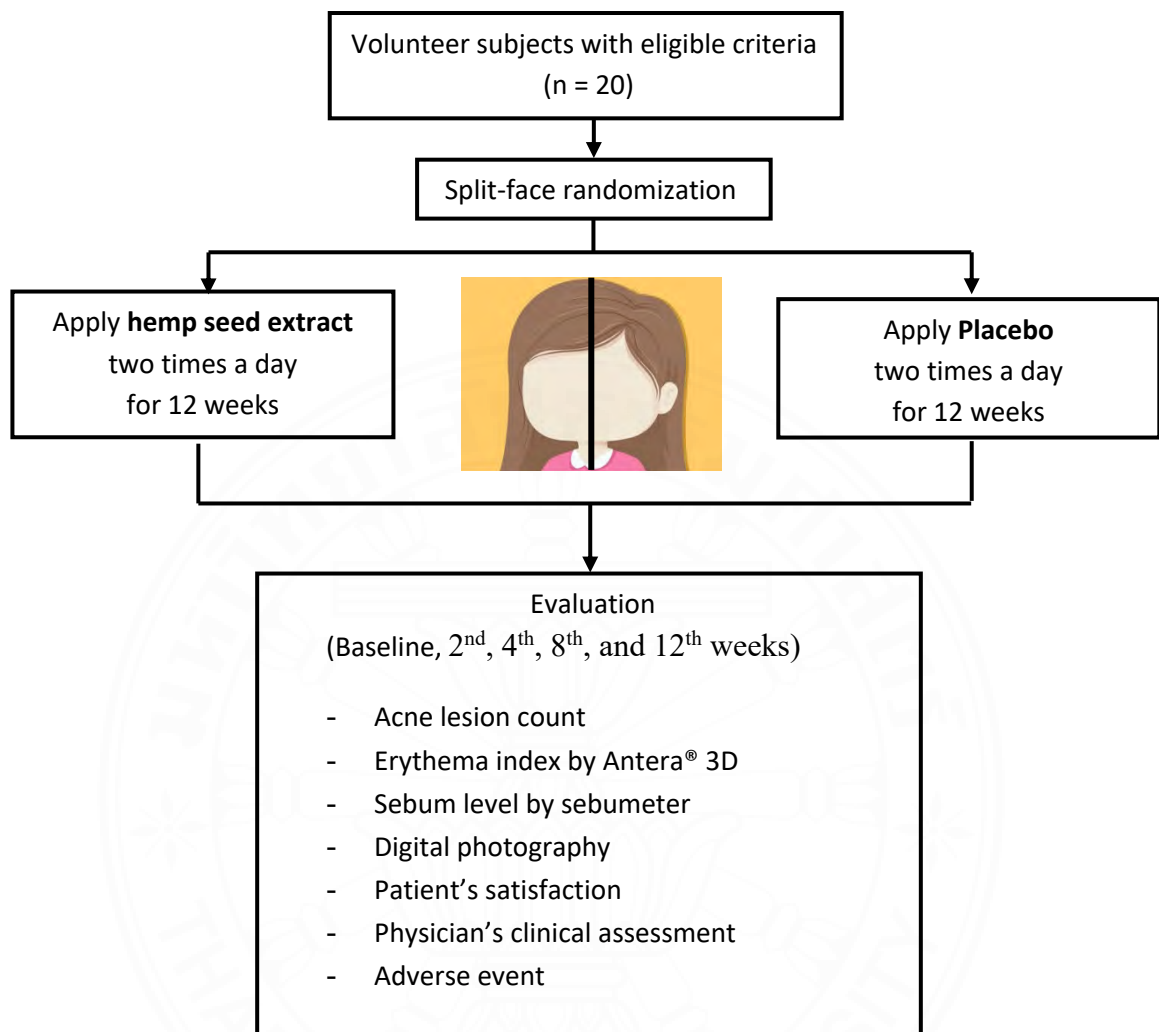 Volunteer subjects with eligible criteria
(n = 20)
Split-face randomization
Apply hemp seed extract
two times a day
for 12 weeks
Apply Placebo
two times a day
for 12 weeks
Evaluation
(Baseline, 2nd, 4th, 8th, and 12th weeks)
- Acne lesion count
- Erythema index by Antera® 3D
- Sebum level by sebumeter
- Digital photography
- Patient’s satisfaction
- Physician’s clinical assessment
- Adverse event